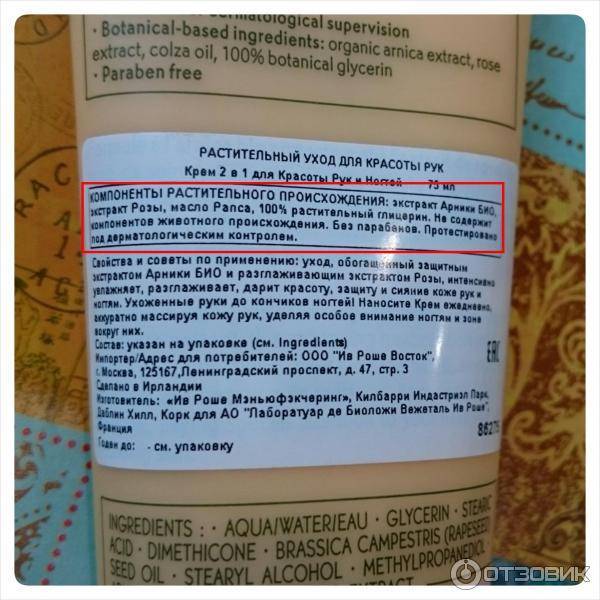 Dermatological supervision
• Botanical-based ingredients: organic arnica extract, rose
extract, colza oil, 100% botanical glycerin
• Paraben free
РАСТИТЕЛЬНЫЙ УХОД ДЛЯ КРАСОТЫ РУК
Крем 2 в 1 для Красоты Рук и Ногтей 75 мл
КОМПОНЕНТЫ РАСТИТЕЛЬНОГО ПРОИСХОЖДЕНИЯ: экстракт Арники БИО,
экстракт Розы, масло Рапса, 100% растительный глицерин. Не содержит
компонентов животного происхождения. Без парабенов. Протестировано
под дерматологическим контролем.
Свойства и советы по применению: уход, обогащенный защитным
экстрактом Арники БИО и разглаживающим экстрактом Розы, интенсивно
увлажняет, разглаживает, дарит красоту, защиту и сияние коже рук и
ногтям. Ухоженные руки до кончиков ногтей! Наносите Крем ежедневно,
аккуратно массируя кожу рук, уделяя особое внимание ногтям и зоне
вокруг них.
Состав: указан на упаковке (см. Ingredients)
Импортер/Адрес для потребителей: ООО "Ив Роше Восток",
г. Москва, 125167, Ленинградский проспект, д. 47, стр. 3
EAC
Сделано в Ирландии
Изготовитель: «Ив Роше Мэньюфэкчеринг», Килбарри Индастриэл Парк,
Даблин Хилл, Корк для АО "Лаборатуар де Биоложи Вежеталь Ив Роше",
Франция
86275
Годен до: - см. упаковку
INGREDIENTS : • AQUA/WATER/EAU • GLYCERIN • STEARIC
ACID • DIMETHICONE • BRASSICA CAMPESTRIS (RAPESEED)
SEED OIL • STEARYL ALCOHOL • METHYLPROPANEDIOL
EXTRACT
ОТЗОВИК